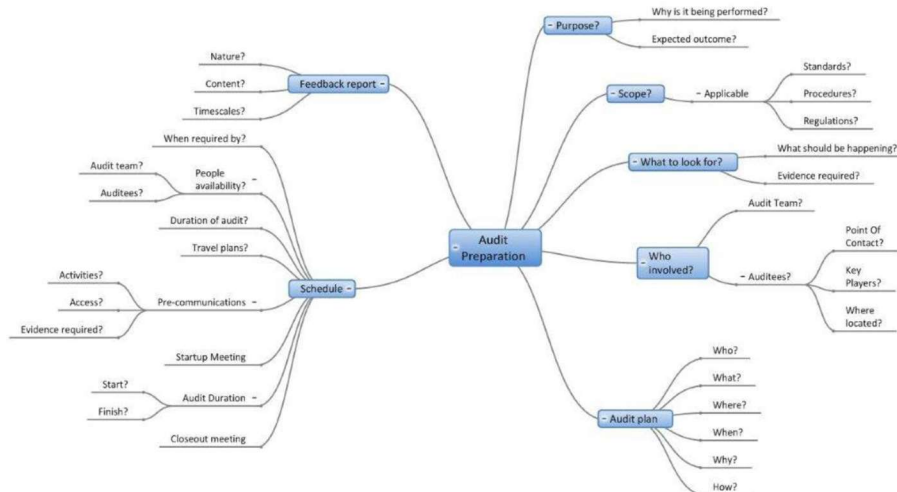 Audit
Preparation
Purpose?
Why is it being performed?
Expected outcome?
Scope?
Applicable
Standards?
Procedures?
Regulations?
What to look for?
What should be happening?
Evidence required?
Who
involved?
Audit Team?
Auditees?
Point Of
Contact?
Key
Players?
Where
located?
Audit plan
Who?
What?
Where?
When?
Why?
How?
Feedback report
Nature?
Content?
Timescales?
Schedule
When required by?
People
availability?
Audit team?
Auditees?
Duration of audit?
Travel plans?
Pre-communications
Activities?
Access?
Evidence required?
Startup Meeting
Audit Duration
Start?
Finish?
Closeout meeting